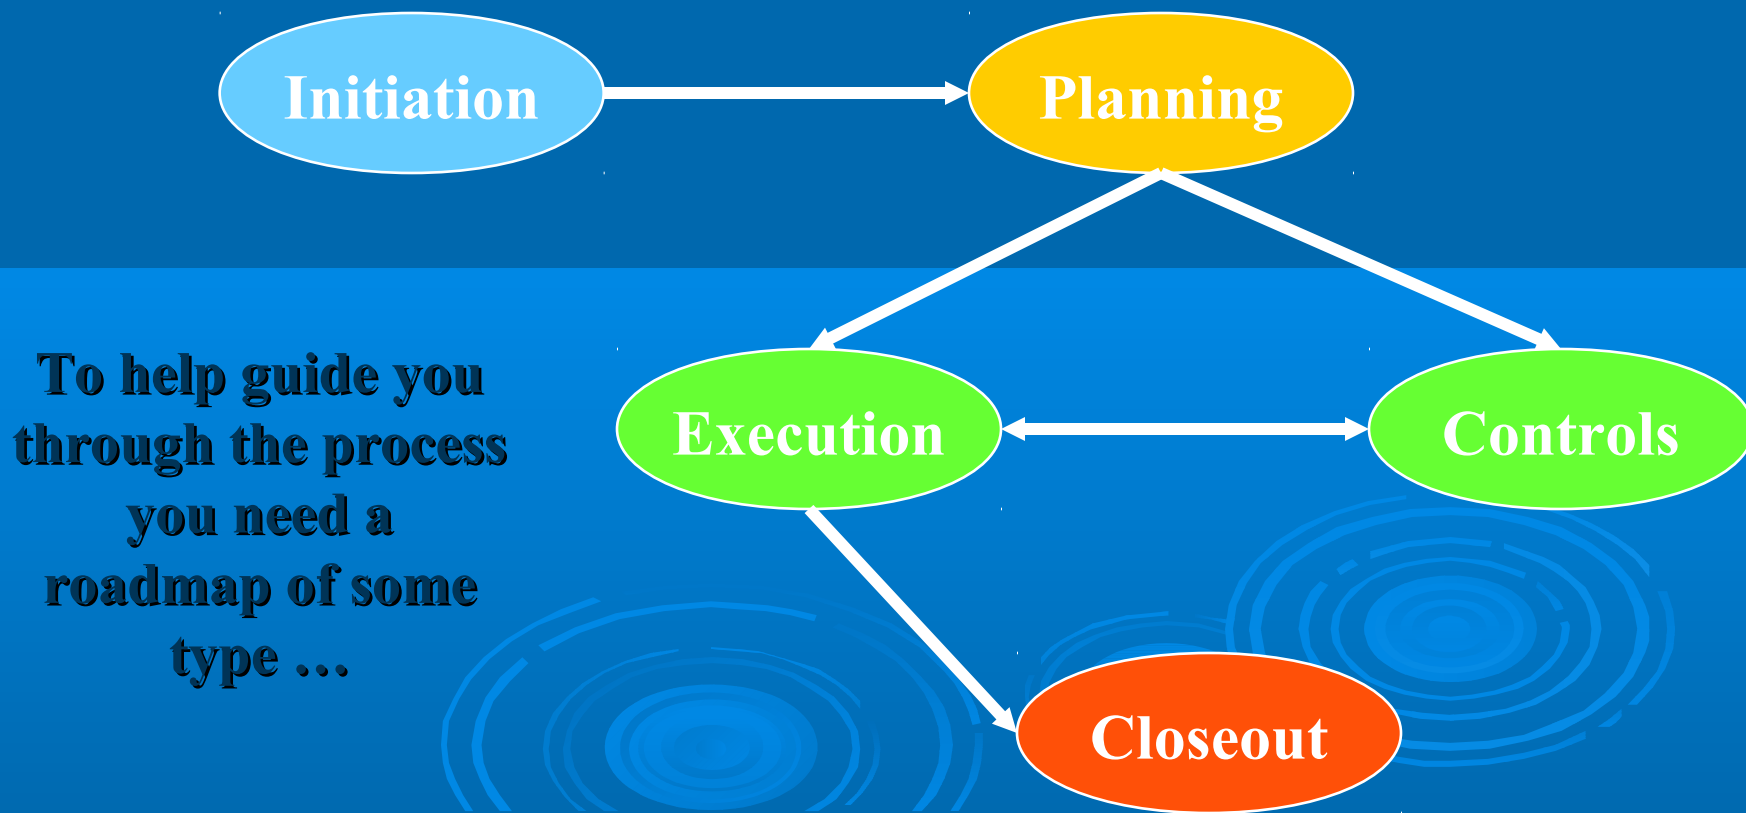 Initiation
Planning
To help guide you
through the process
you need a
roadmap of some
type …
Execution
Controls
Closeout